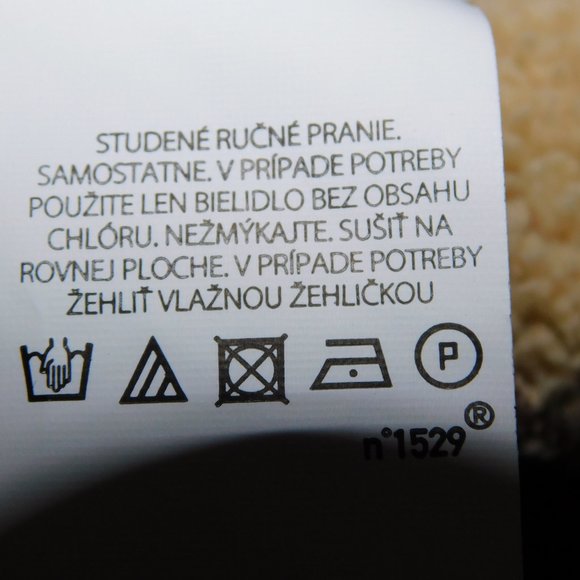 STUDENÉ RUČNÉ PRANIE.
SAMOSTATNE. V PRÍPADE POTREBY
POUŽITE LEN BIELIDLO BEZ OBSAHU
CHLÓRU. NEŽMÝKAJTE. SUŠIŤ NA
ROVNEJ PLOCHE. V PRÍPADE POTREBY
ŽEHLIŤ VLAŽNOU ŽEHLIČKOU
P
n°1529®